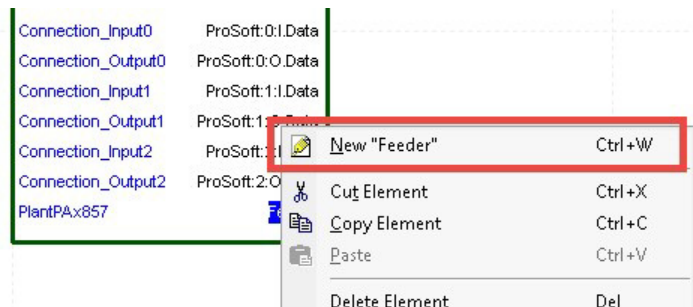 Connection_Input0 ProSoft:0:I.Data
Connection_Output0 ProSoft:0:O.Data
Connection_Input1 ProSoft:1:I.Data
Connection_Output1
New "Feeder" Ctrl+W
Connection_Input2
Connection_Output2
Cut Element Ctrl+X
PlantPAx857
Copy Element Ctrl+C
Paste Ctrl+V
Delete Element Del